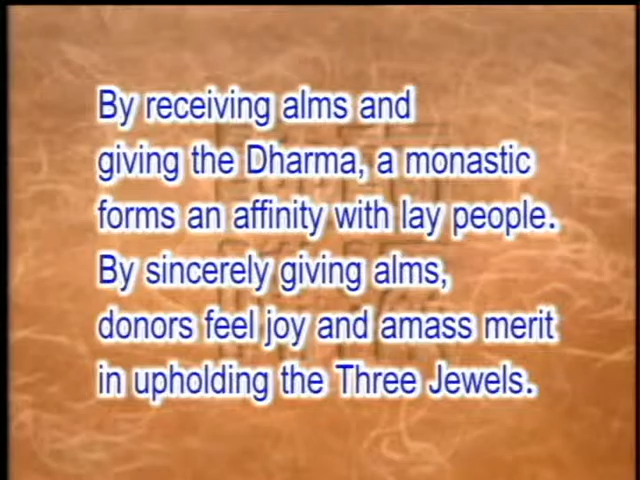 By receiving alms and
giving the Dharma, a monastic
forms an affinity with lay people.
By sincerely giving alms,
donors feel joy and amass merit
in upholding the Three Jewels.